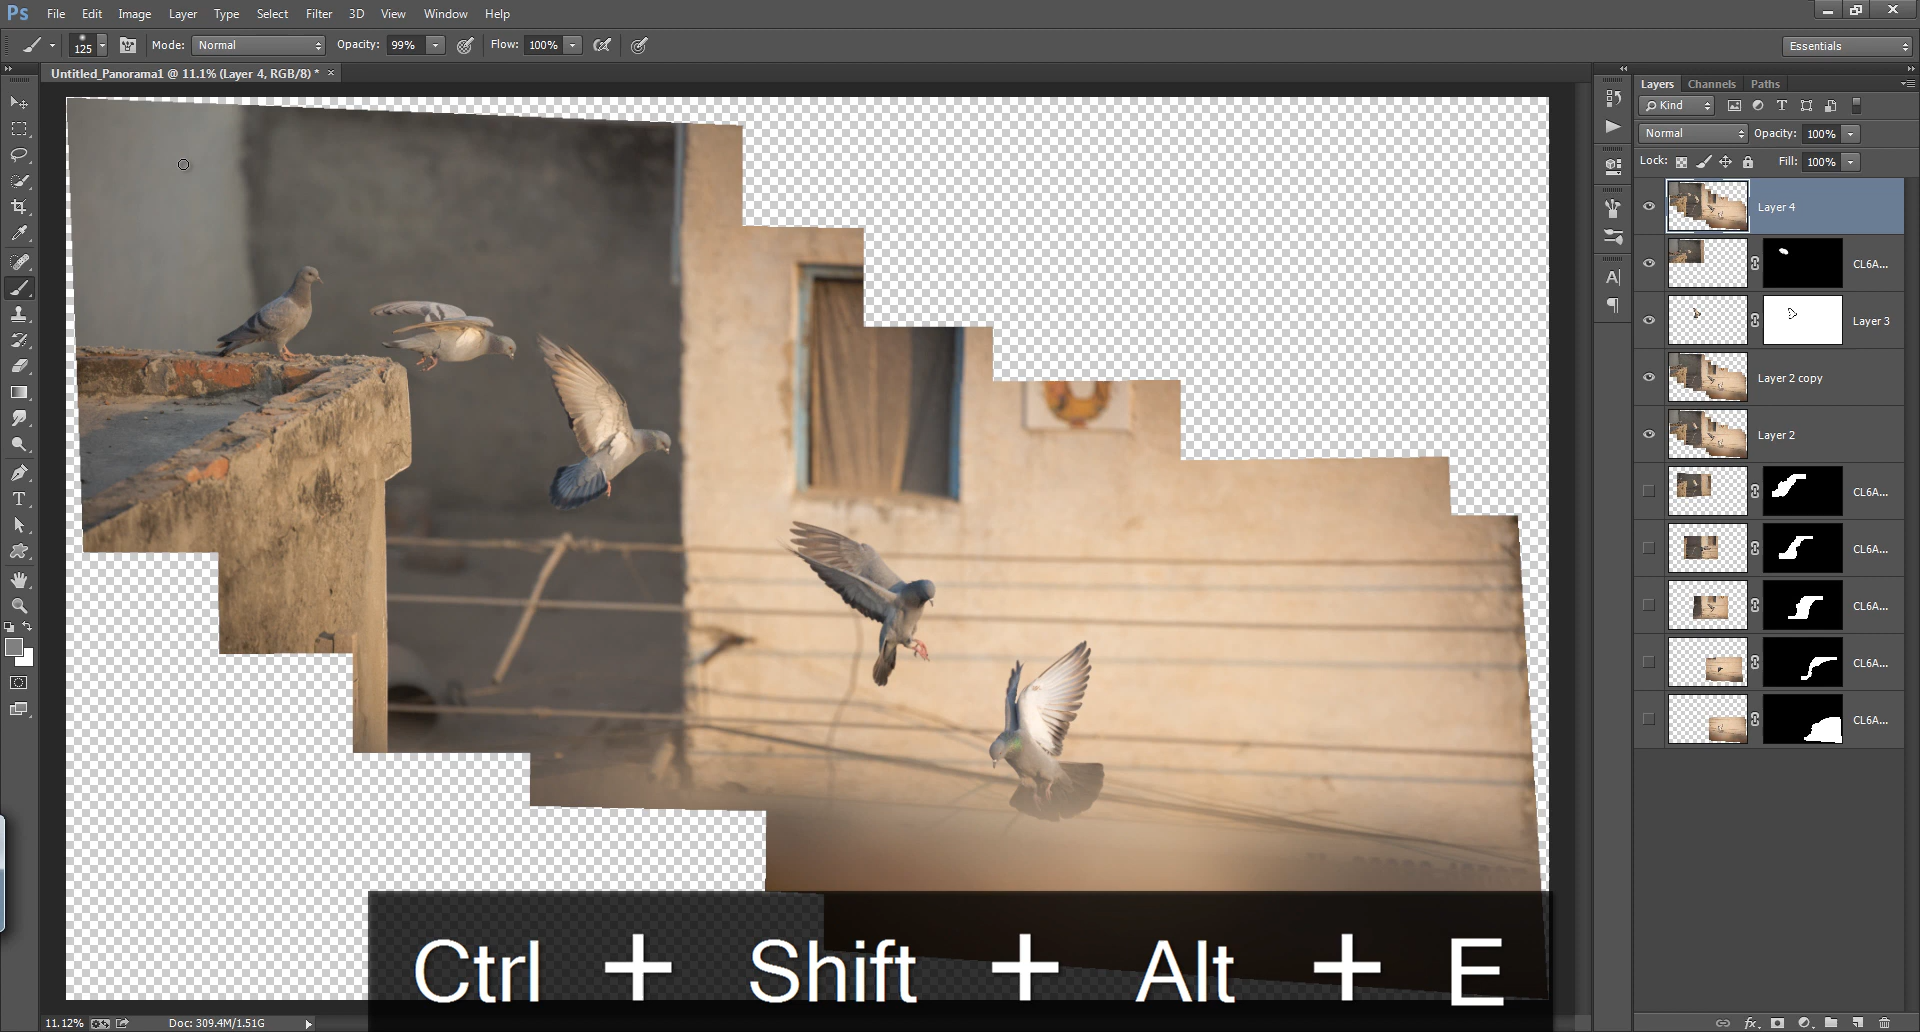 Ps File Edit Image Layer Type Select Filter 3D View Window Help
125 Mode: Normal Opacity: 99% Flow: 100% Essentials
Untitled_Panorama1 @ 11.1% (Layer 4, RGB/8) * ×
Layers Channels Paths
Kind
Normal Opacity: 100%
Lock: Fill: 100%
Layer 4
CL6A...
Layer 3
Layer 2 copy
Layer 2
CL6A...
CL6A...
CL6A...
CL6A...
CL6A...
Ctrl + Shift + Alt + E
11.12% Doc: 309.4M/1.51G